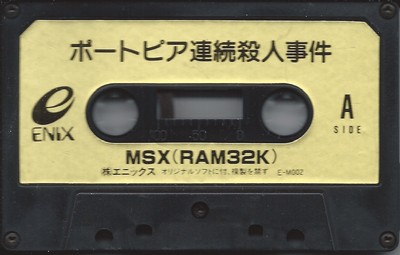 ポートピア連続殺人事件
ENIX
A
SIDE
100 50 0
MSX(RAM32K)
㈱エニックス オリジナルソフトに付、複製を禁ず E-M002